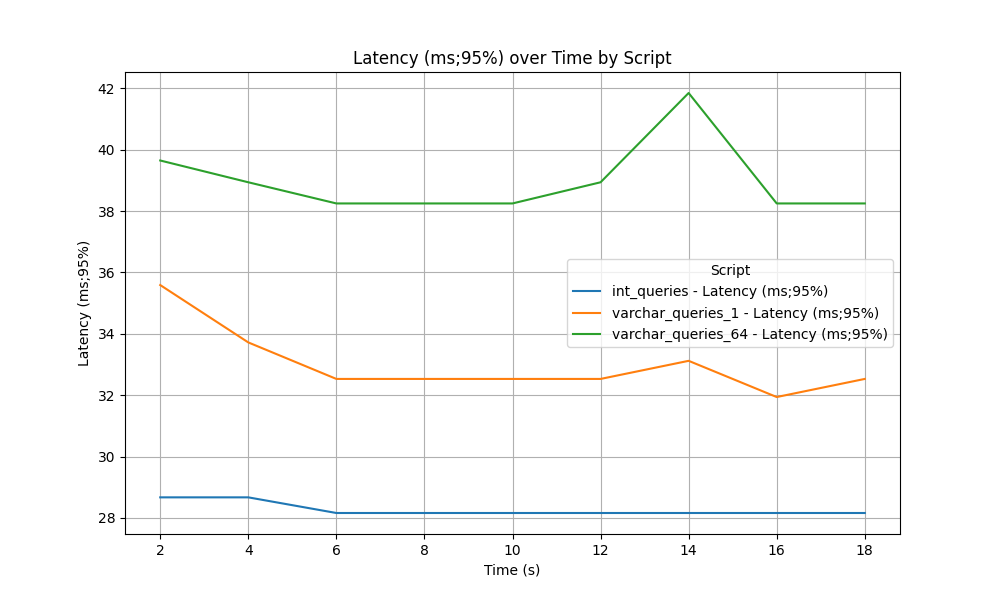 Latency (ms;95%) over Time by Script
Latency (ms;95%)
42
40
38
36
34
32
30
28
Script
int_queries - Latency (ms;95%)
varchar_queries_1 - Latency (ms;95%)
varchar_queries_64 - Latency (ms;95%)
2 4 6 8 10 12 14 16 18
Time (s)